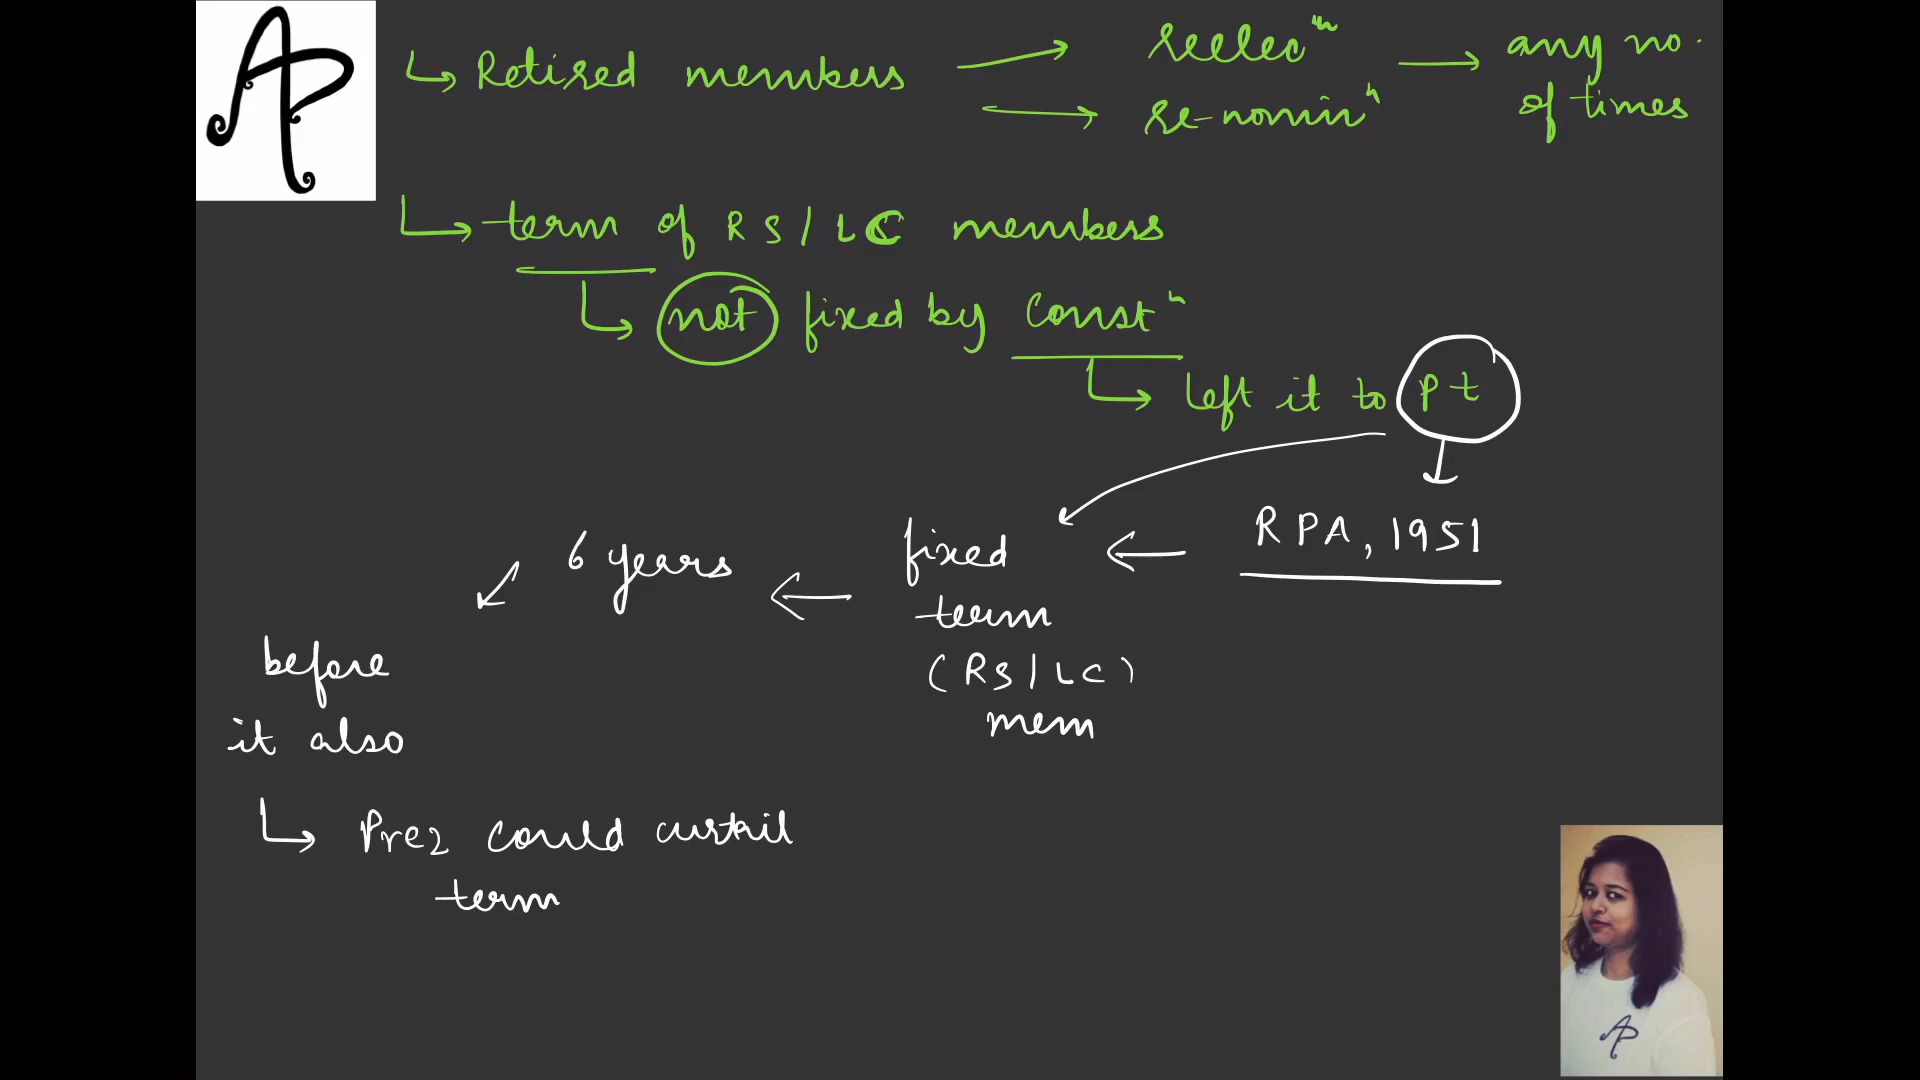 AP
↳ Retired members → reelecⁿ → any no. of times
→ re-nominⁿ
↳ term of RS/LC members
↳ not fixed by Constⁿ
↳ left it to pt
RPA, 1951
fixed
term
(RS/LC)
mem
6 years
before
it also
↳ Prez could curtail
term
AP